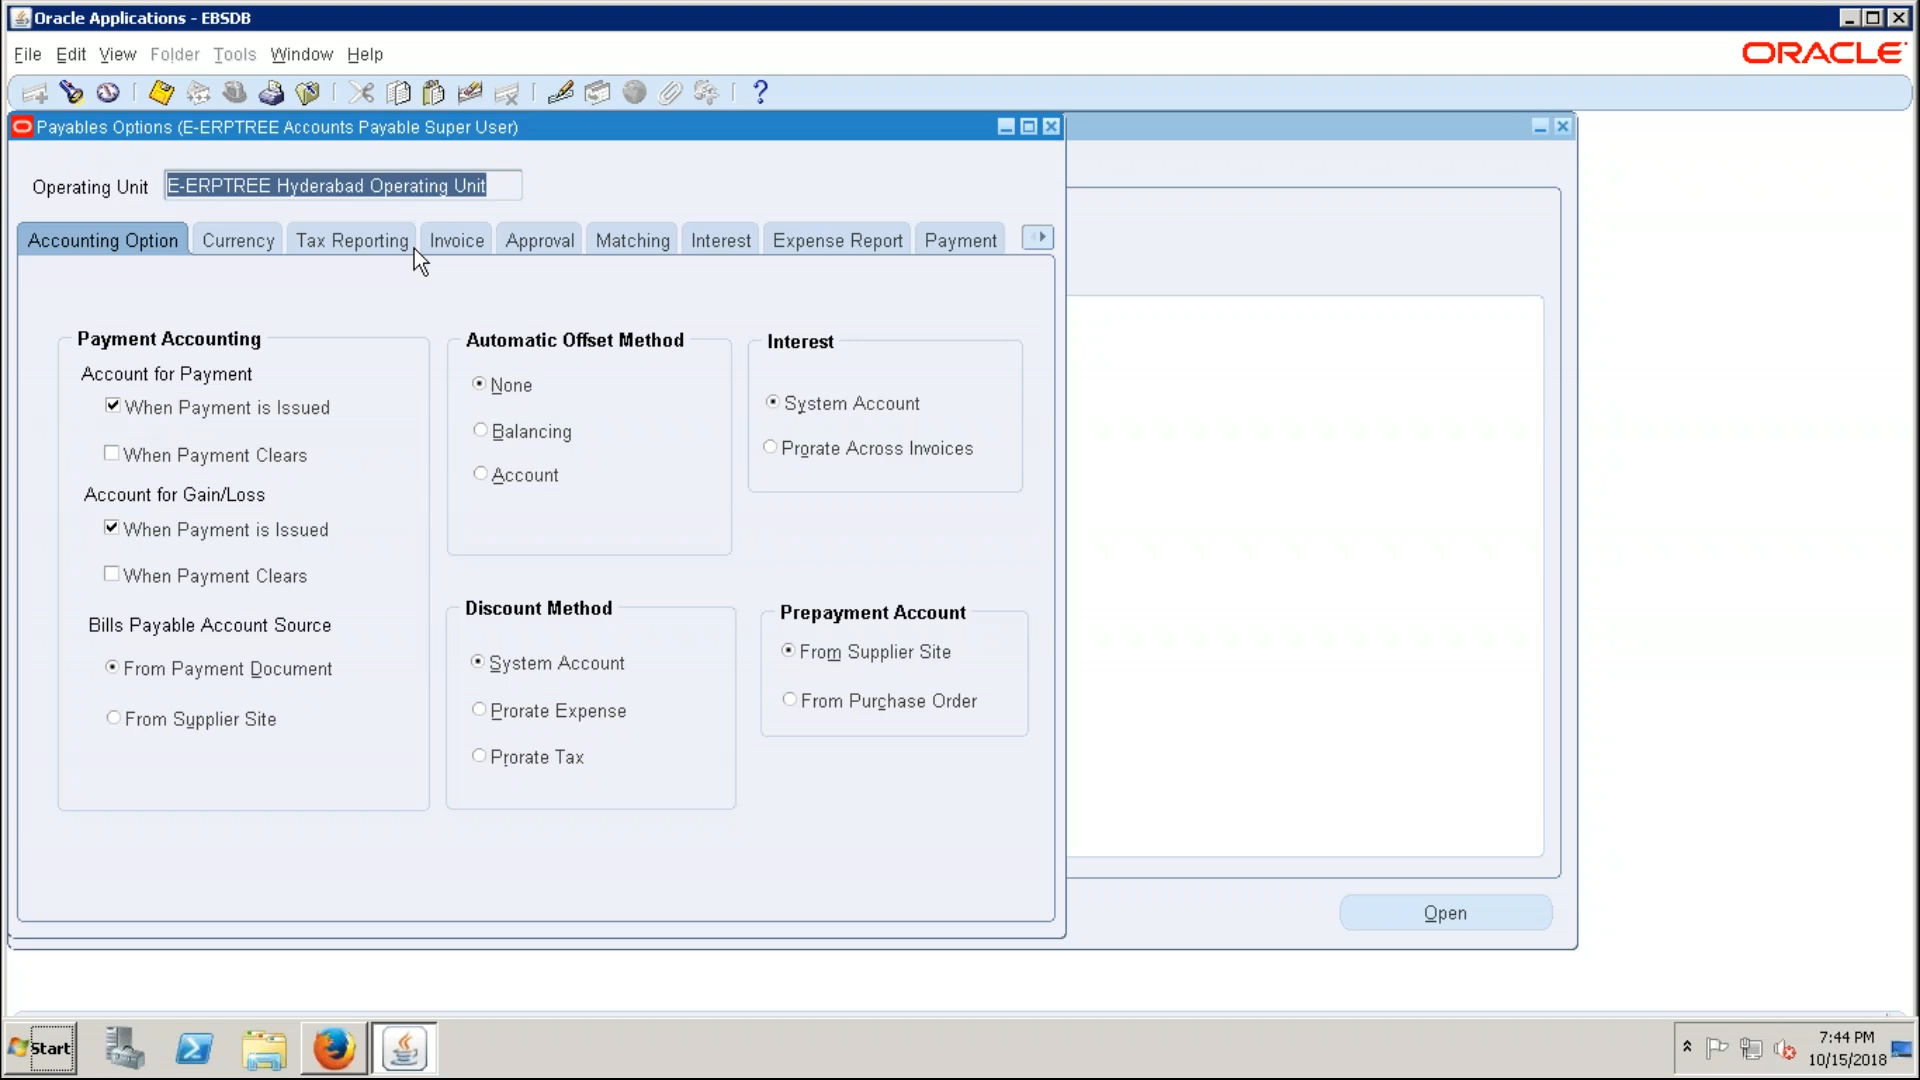 Oracle Applications - EBSDB
File Edit View Folder Tools Window Help
ORACLE
Payables Options (E-ERPTREE Accounts Payable Super User)
Operating Unit E-ERPTREE Hyderabad Operating Unit
Accounting Option Currency Tax Reporting Invoice Approval Matching Interest Expense Report Payment
Payment Accounting
Account for Payment
When Payment is Issued
When Payment Clears
Account for Gain/Loss
When Payment is Issued
When Payment Clears
Bills Payable Account Source
From Payment Document
From Supplier Site
Automatic Offset Method
None
Balancing
Account
Interest
System Account
Prorate Across Invoices
Discount Method
System Account
Prorate Expense
Prorate Tax
Prepayment Account
From Supplier Site
From Purchase Order
Open
Start
7:44 PM
10/15/2018